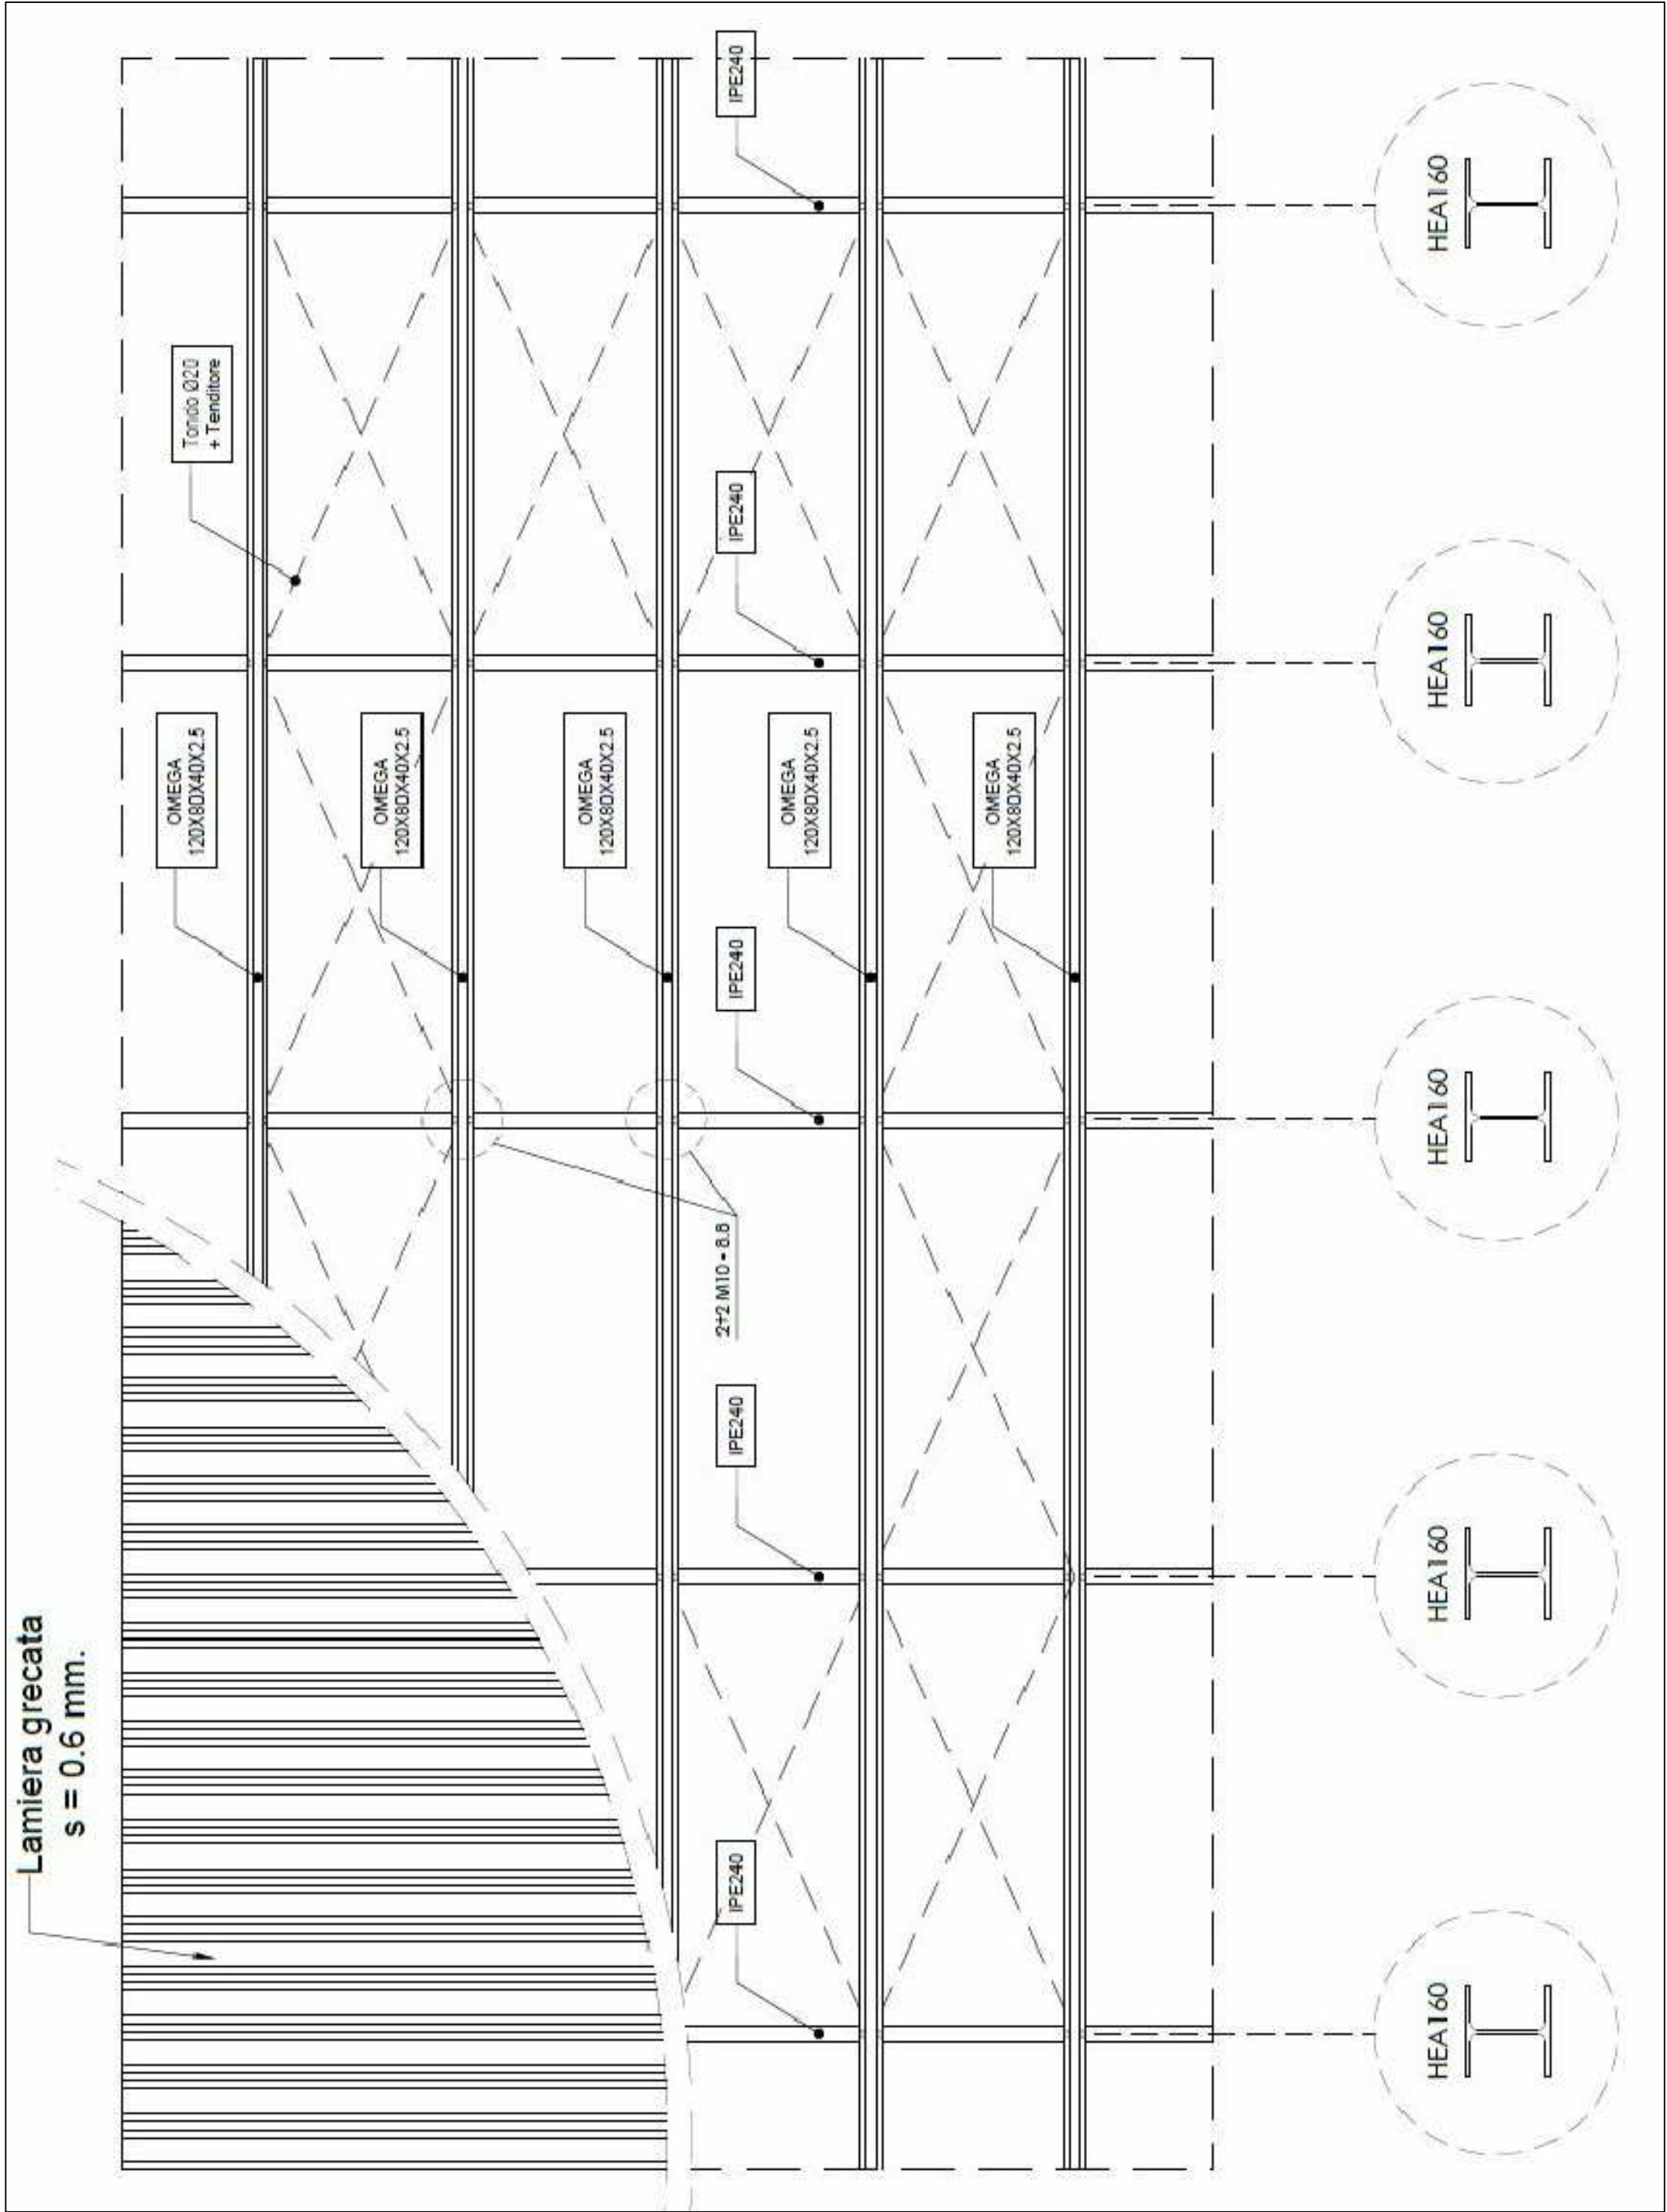 Lamiera grecata
s = 0.6 mm.
OMEGA
120X80X40X2.5
Tondo Ø20
+ Tenditore
OMEGA
120X80X40X2.5
OMEGA
120X80X40X2.5
IPE240
IPE240
2+2 M10 - 8.8
IPE240
IPE240
IPE240
OMEGA
120X80X40X2.5
OMEGA
120X80X40X2.5
HEA160
HEA160
HEA160
HEA160
HEA160